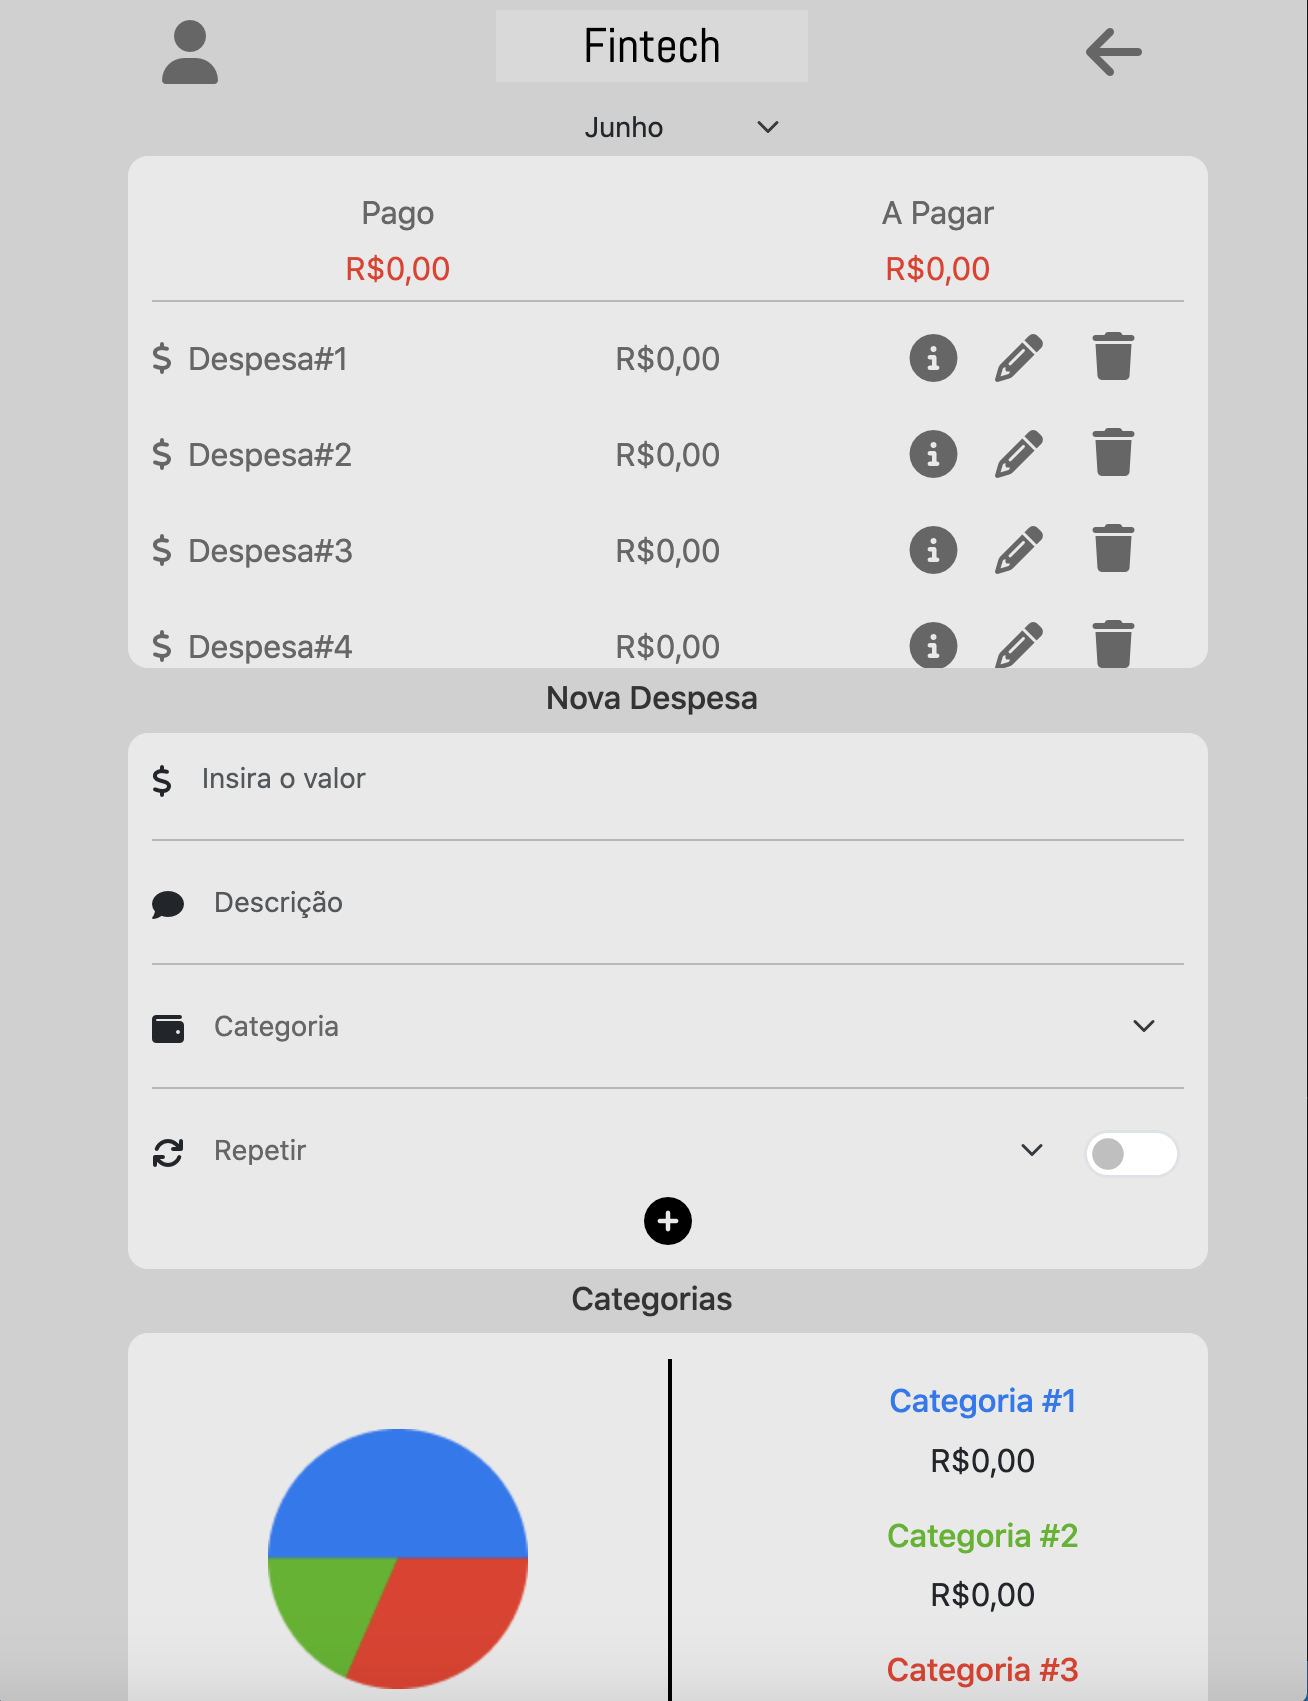 Fintech
Junho
Pago A Pagar
R$0,00 R$0,00
$ Despesa#1 R$0,00
$ Despesa#2 R$0,00
$ Despesa#3 R$0,00
$ Despesa#4 R$0,00
Nova Despesa
$ Insira o valor
Descrição
Categoria
Repetir
Categorias
Categoria #1
R$0,00
Categoria #2
R$0,00
Categoria #3